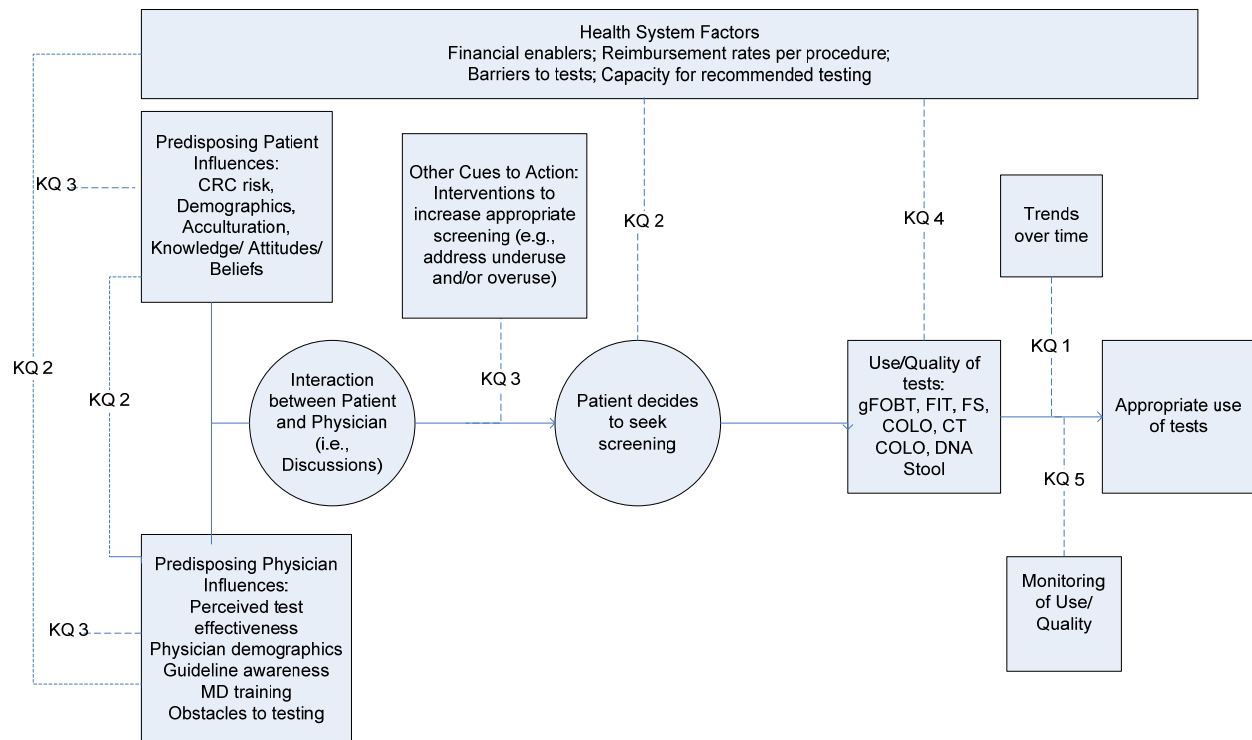 Health System Factors
Financial enablers; Reimbursement rates per procedure;
Barriers to tests; Capacity for recommended testing
Predisposing Patient
Influences:
CRC risk,
Demographics,
Acculturation,
Knowledge/ Attitudes/
Beliefs
KQ 3
Other Cues to Action:
Interventions to
increase appropriate
screening (e.g.,
address underuse
and/or overuse)
KQ 2
KQ 4
Trends
over time
KQ 2
KQ 2
Interaction
between Patient
and Physician
(i.e.,
Discussions)
KQ 3
Patient decides
to seek
screening
Use/Quality of
tests:
gFOBT, FIT, FS,
COLO, CT
COLO, DNA
Stool
KQ 1
Appropriate use
of tests
KQ 5
Predisposing Physician
Influences:
Perceived test
effectiveness
Physician demographics
Guideline awareness
MD training
Obstacles to testing
KQ 3
Monitoring
of Use/
Quality